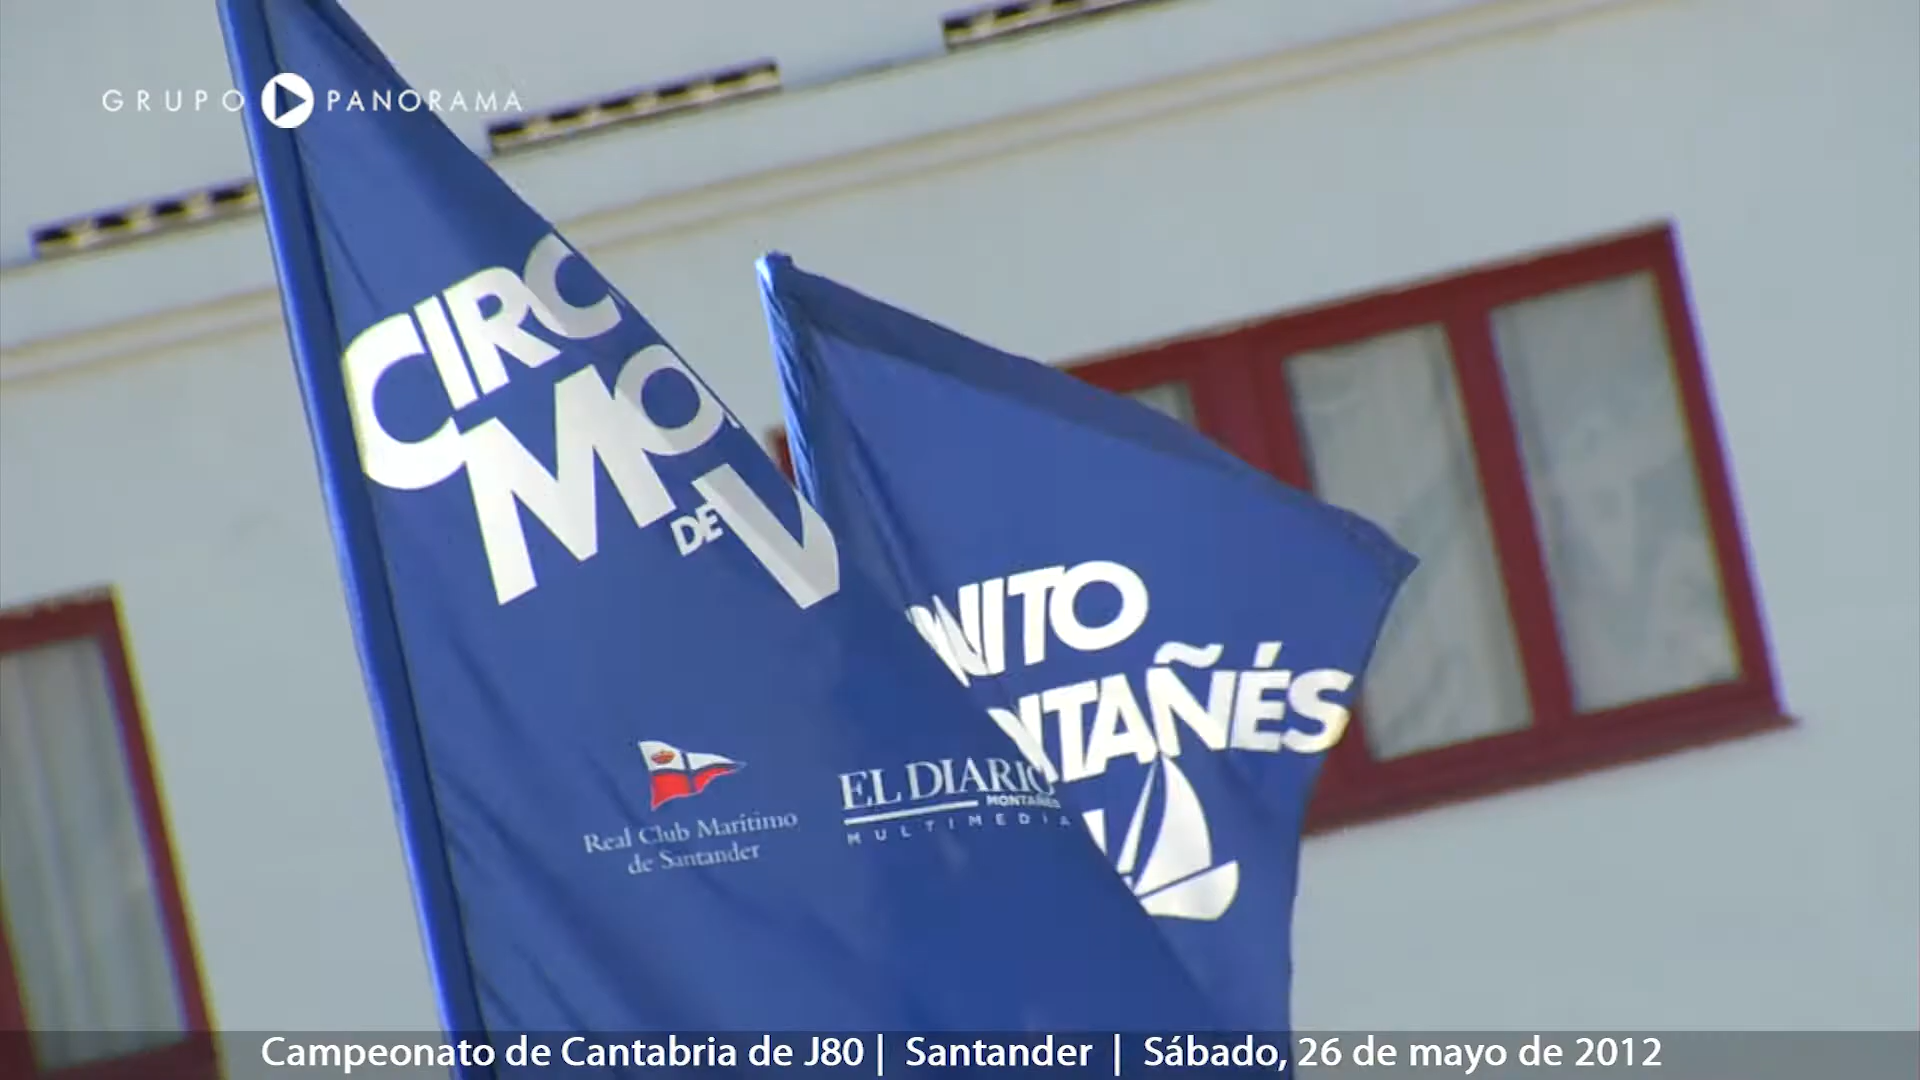 GRUPO PANORAMA
CIRC
MO
DE V
NITO
NTAÑÉS
Real Club Marítimo
de Santander
EL DIARIO
MONTAÑÉS
MULTIMEDIA
Campeonato de Cantabria de J80 | Santander | Sábado, 26 de mayo de 2012